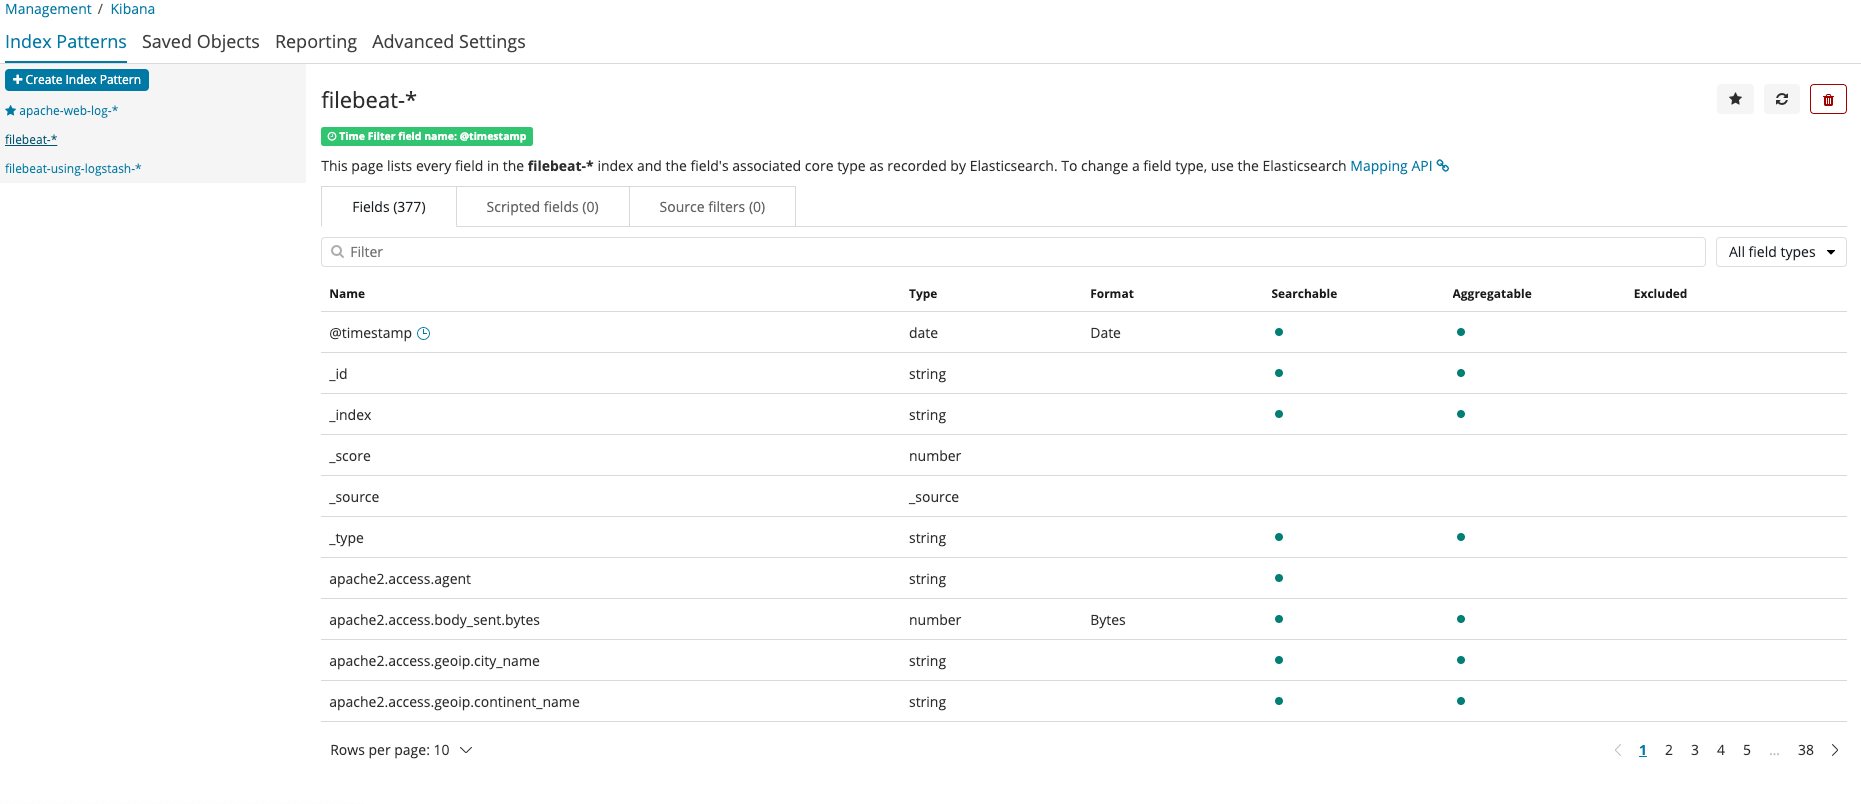 Management / Kibana
Index Patterns Saved Objects Reporting Advanced Settings
Create Index Pattern
apache-web-log-*
filebeat-*
filebeat-using-logstash-*
filebeat-*
Time Filter field name: @timestamp
This page lists every field in the filebeat-* index and the field's associated core type as recorded by Elasticsearch. To change a field type, use the Elasticsearch Mapping API
Fields (377) Scripted fields (0) Source filters (0)
Filter All field types
Name Type Format Searchable Aggregatable Excluded
@timestamp date Date
_id string
_index string
_score number
_source _source
_type string
apache2.access.agent string
apache2.access.body_sent.bytes number Bytes
apache2.access.geoip.city_name string
apache2.access.geoip.continent_name string
Rows per page: 10 1 2 3 4 5 ... 38